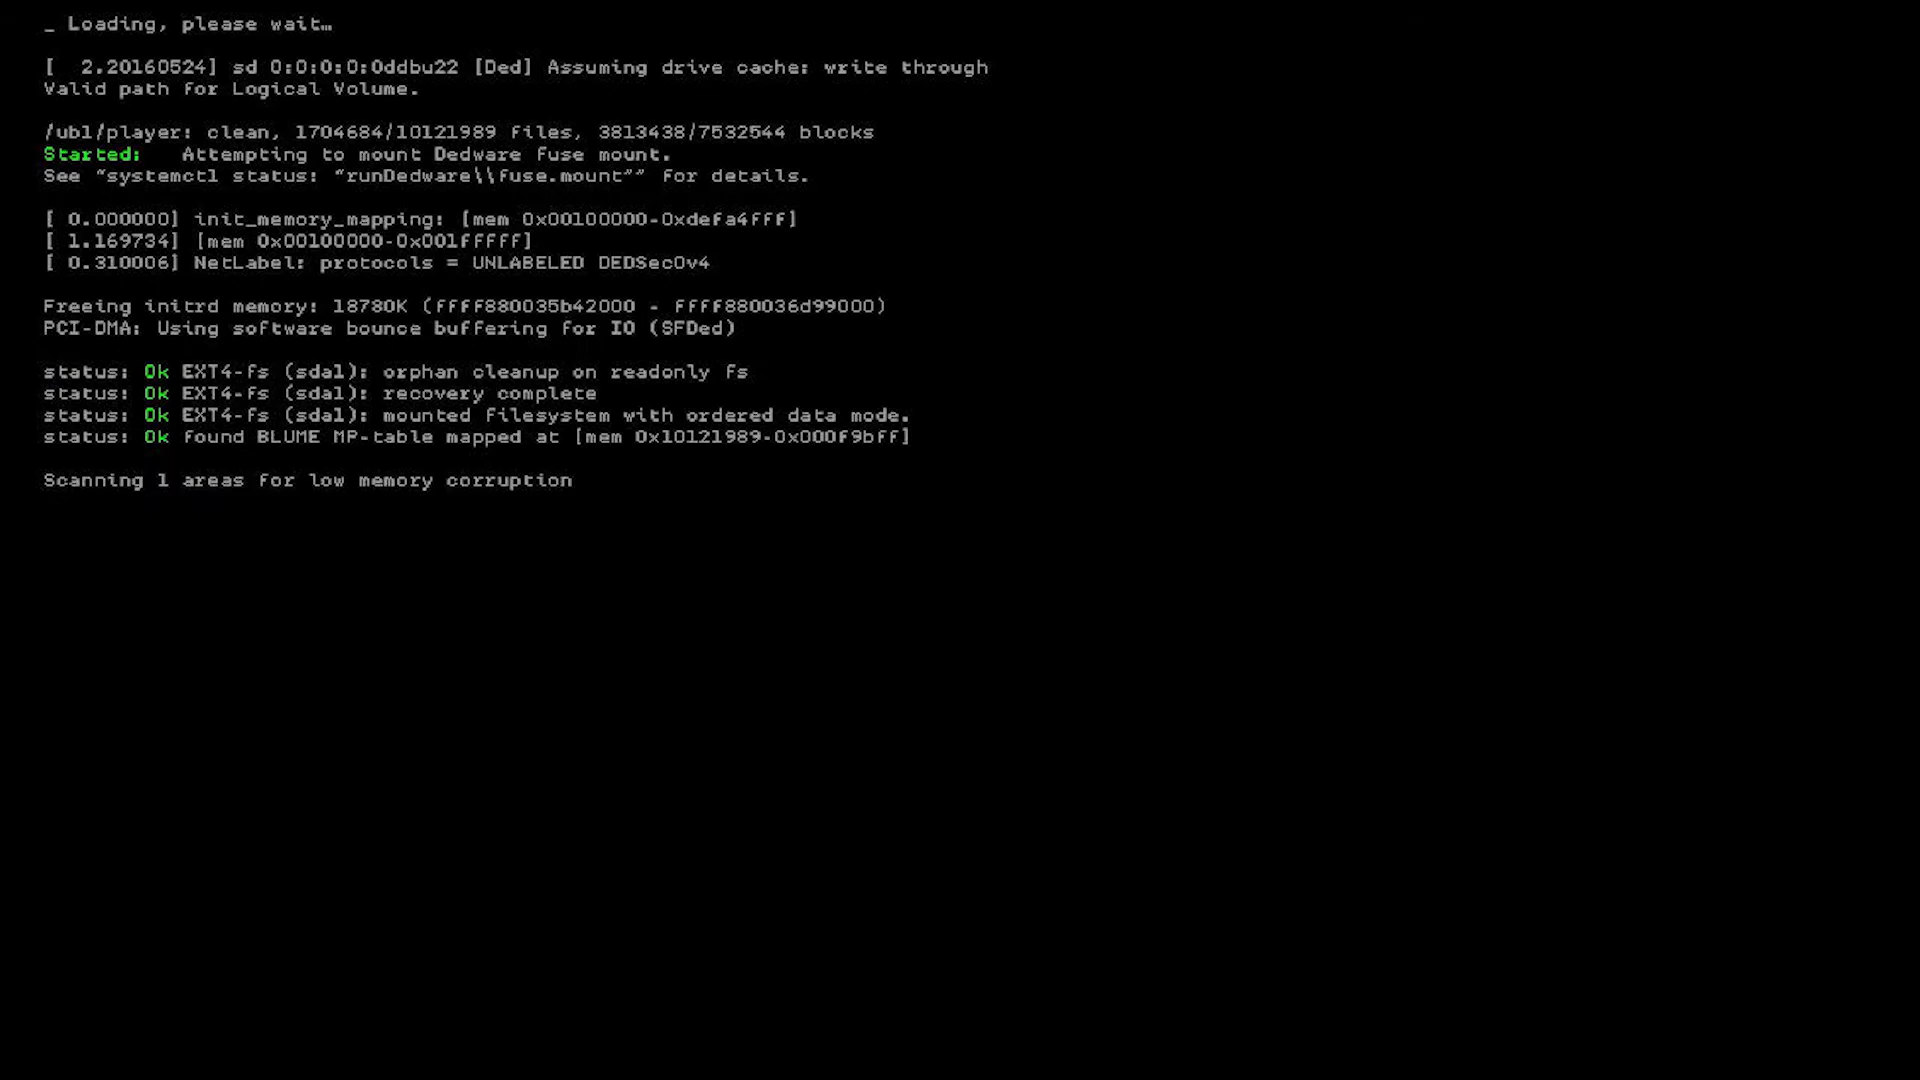 _ Loading, please wait…
[  2.20160524] sd 0:0:0:0:0ddbu22 [Ded] Assuming drive cache: write through
Valid path for Logical Volume.
/ubl/player: clean, 1704684/10121989 files, 3813438/7532544 blocks
Started:   Attempting to mount Dedware Fuse mount.
See “systemctl status: “runDedware\\fuse.mount”” for details.
[ 0.000000] init_memory_mapping: [mem 0x00100000-0xdefa4fff]
[ 1.169734] [mem 0x00100000-0x001fffff]
[ 0.310006] NetLabel: protocols = UNLABELED DEDSecOv4
Freeing initrd memory: 18780K (ffff880035b42000 - ffff880036d99000)
PCI-DMA: Using software bounce buffering for IO (SFDed)
status: Ok EXT4-fs (sdal): orphan cleanup on readonly fs
status: Ok EXT4-fs (sdal): recovery complete
status: Ok EXT4-fs (sdal): mounted filesystem with ordered data mode.
status: Ok found BLUME MP-table mapped at [mem 0x10121989-0x000f9bff]
Scanning 1 areas for low memory corruption